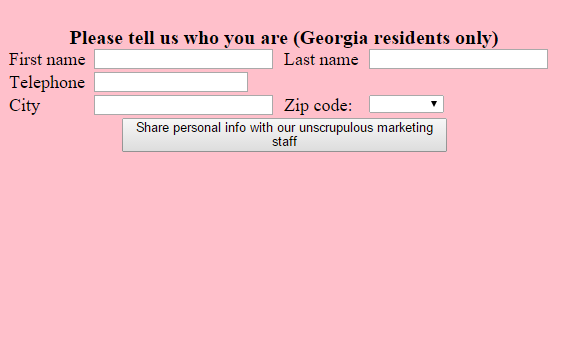 Please tell us who you are (Georgia residents only)
First name Last name
Telephone
City Zip code:
Share personal info with our unscrupulous marketing
staff